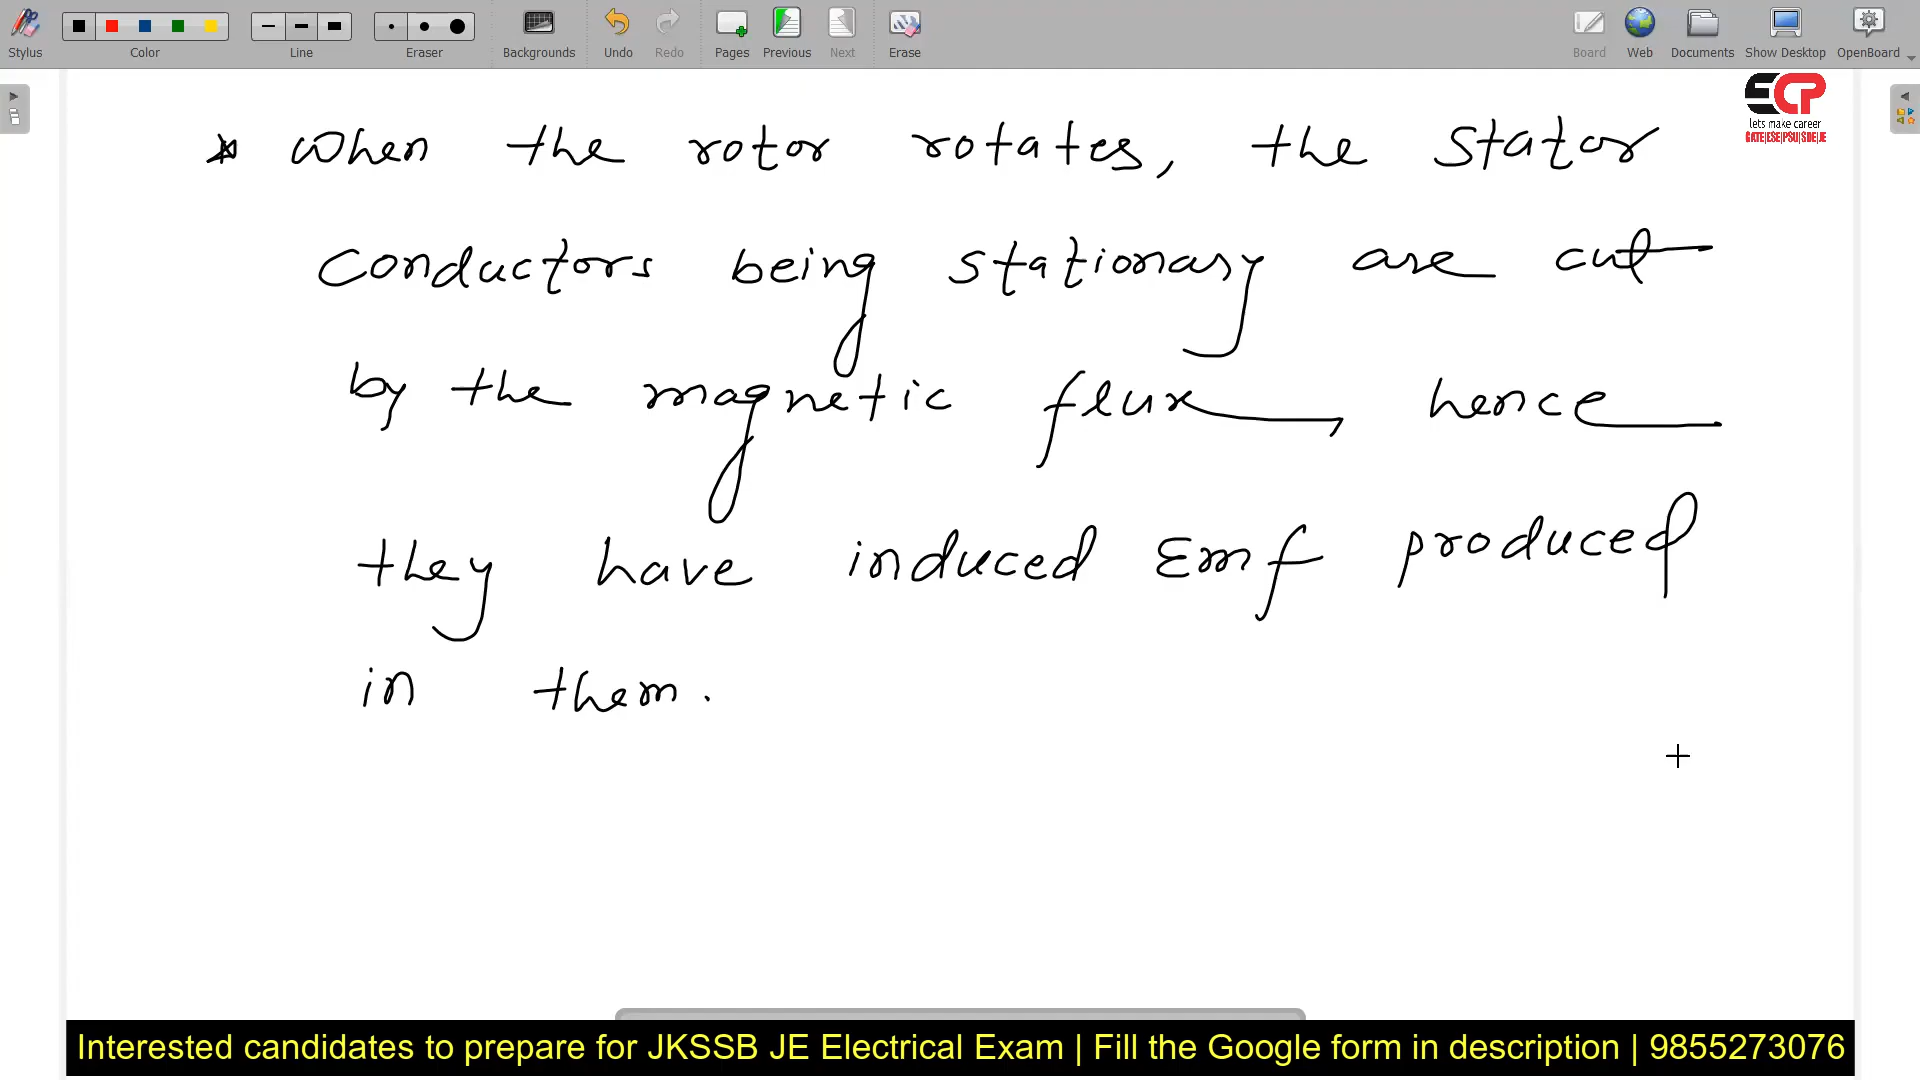 Stylus
Color
Line
Eraser
Backgrounds
Undo
Redo
Pages
Previous
Next
Erase
Board
Web
Documents
Show Desktop
OpenBoard
ECP
lets make career
GATE|ESE|PSU|SDE|JE
* When the rotor rotates, the stator
conductors being stationary are cut
by the magnetic flux, hence
they have induced Emf produced
in them.
Interested candidates to prepare for JKSSB JE Electrical Exam | Fill the Google form in description | 9855273076